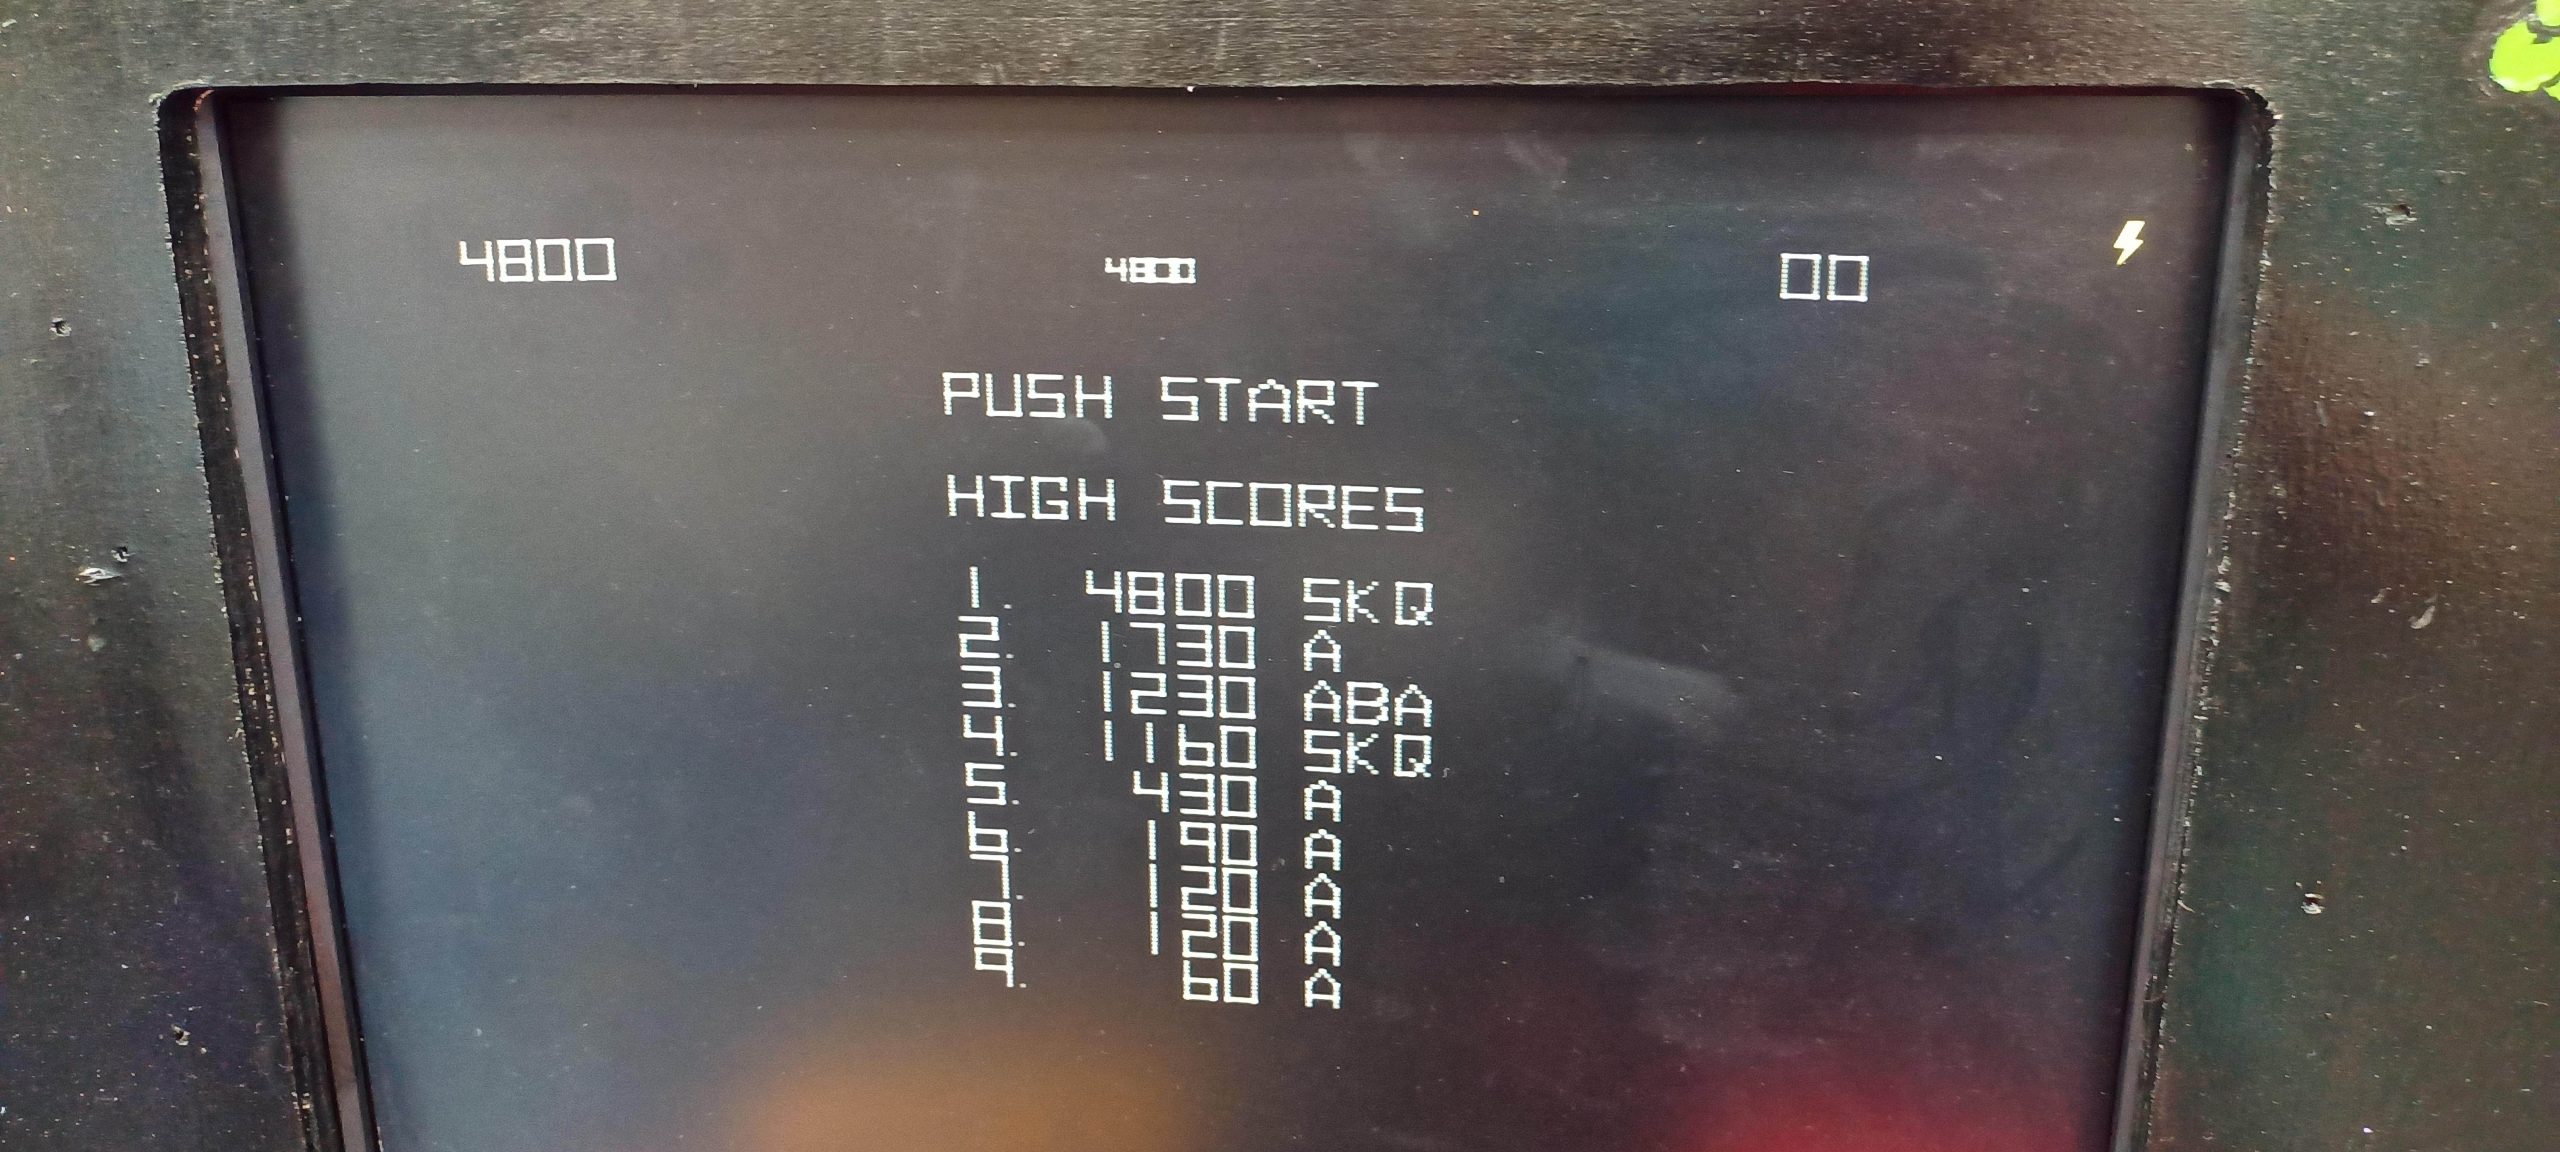 4800 4800 00
PUSH START
HIGH SCORES
1. 4800 SKQ
2. 1730 A
3. 1230 ABA
4. 1160 SKQ
5. 430 A
6. 190 A
7. 120 A
8. 120 A
9. 60 A